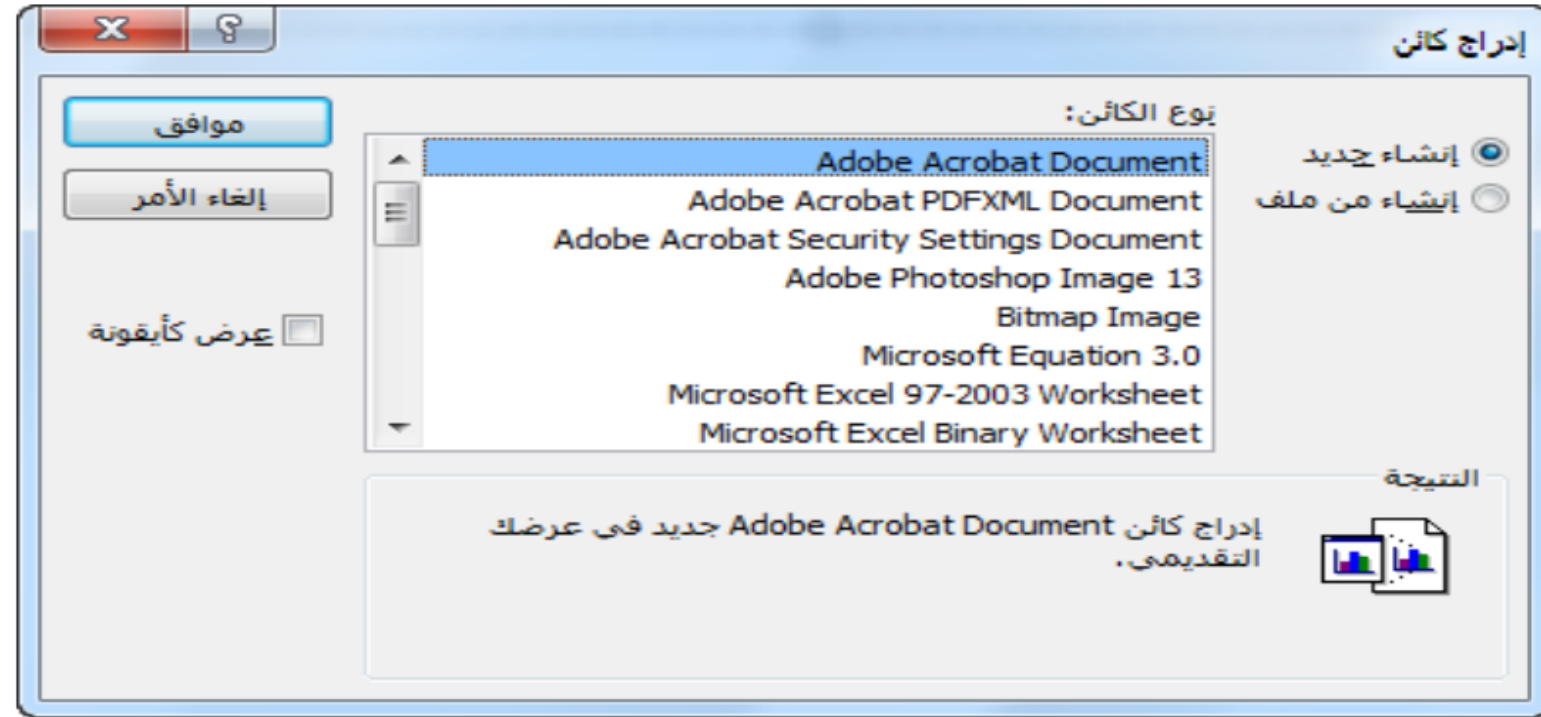 إدراج كائن
إنشاء جديد
إنشاء من ملف
نوع الكائن:
Adobe Acrobat Document
Adobe Acrobat PDFXML Document
Adobe Acrobat Security Settings Document
Adobe Photoshop Image 13
Bitmap Image
Microsoft Equation 3.0
Microsoft Excel 97-2003 Worksheet
Microsoft Excel Binary Worksheet
موافق
إلغاء الأمر
عرض كأيقونة
النتيجة
إدراج كائن Adobe Acrobat Document جديد في عرضك
التقديمي.